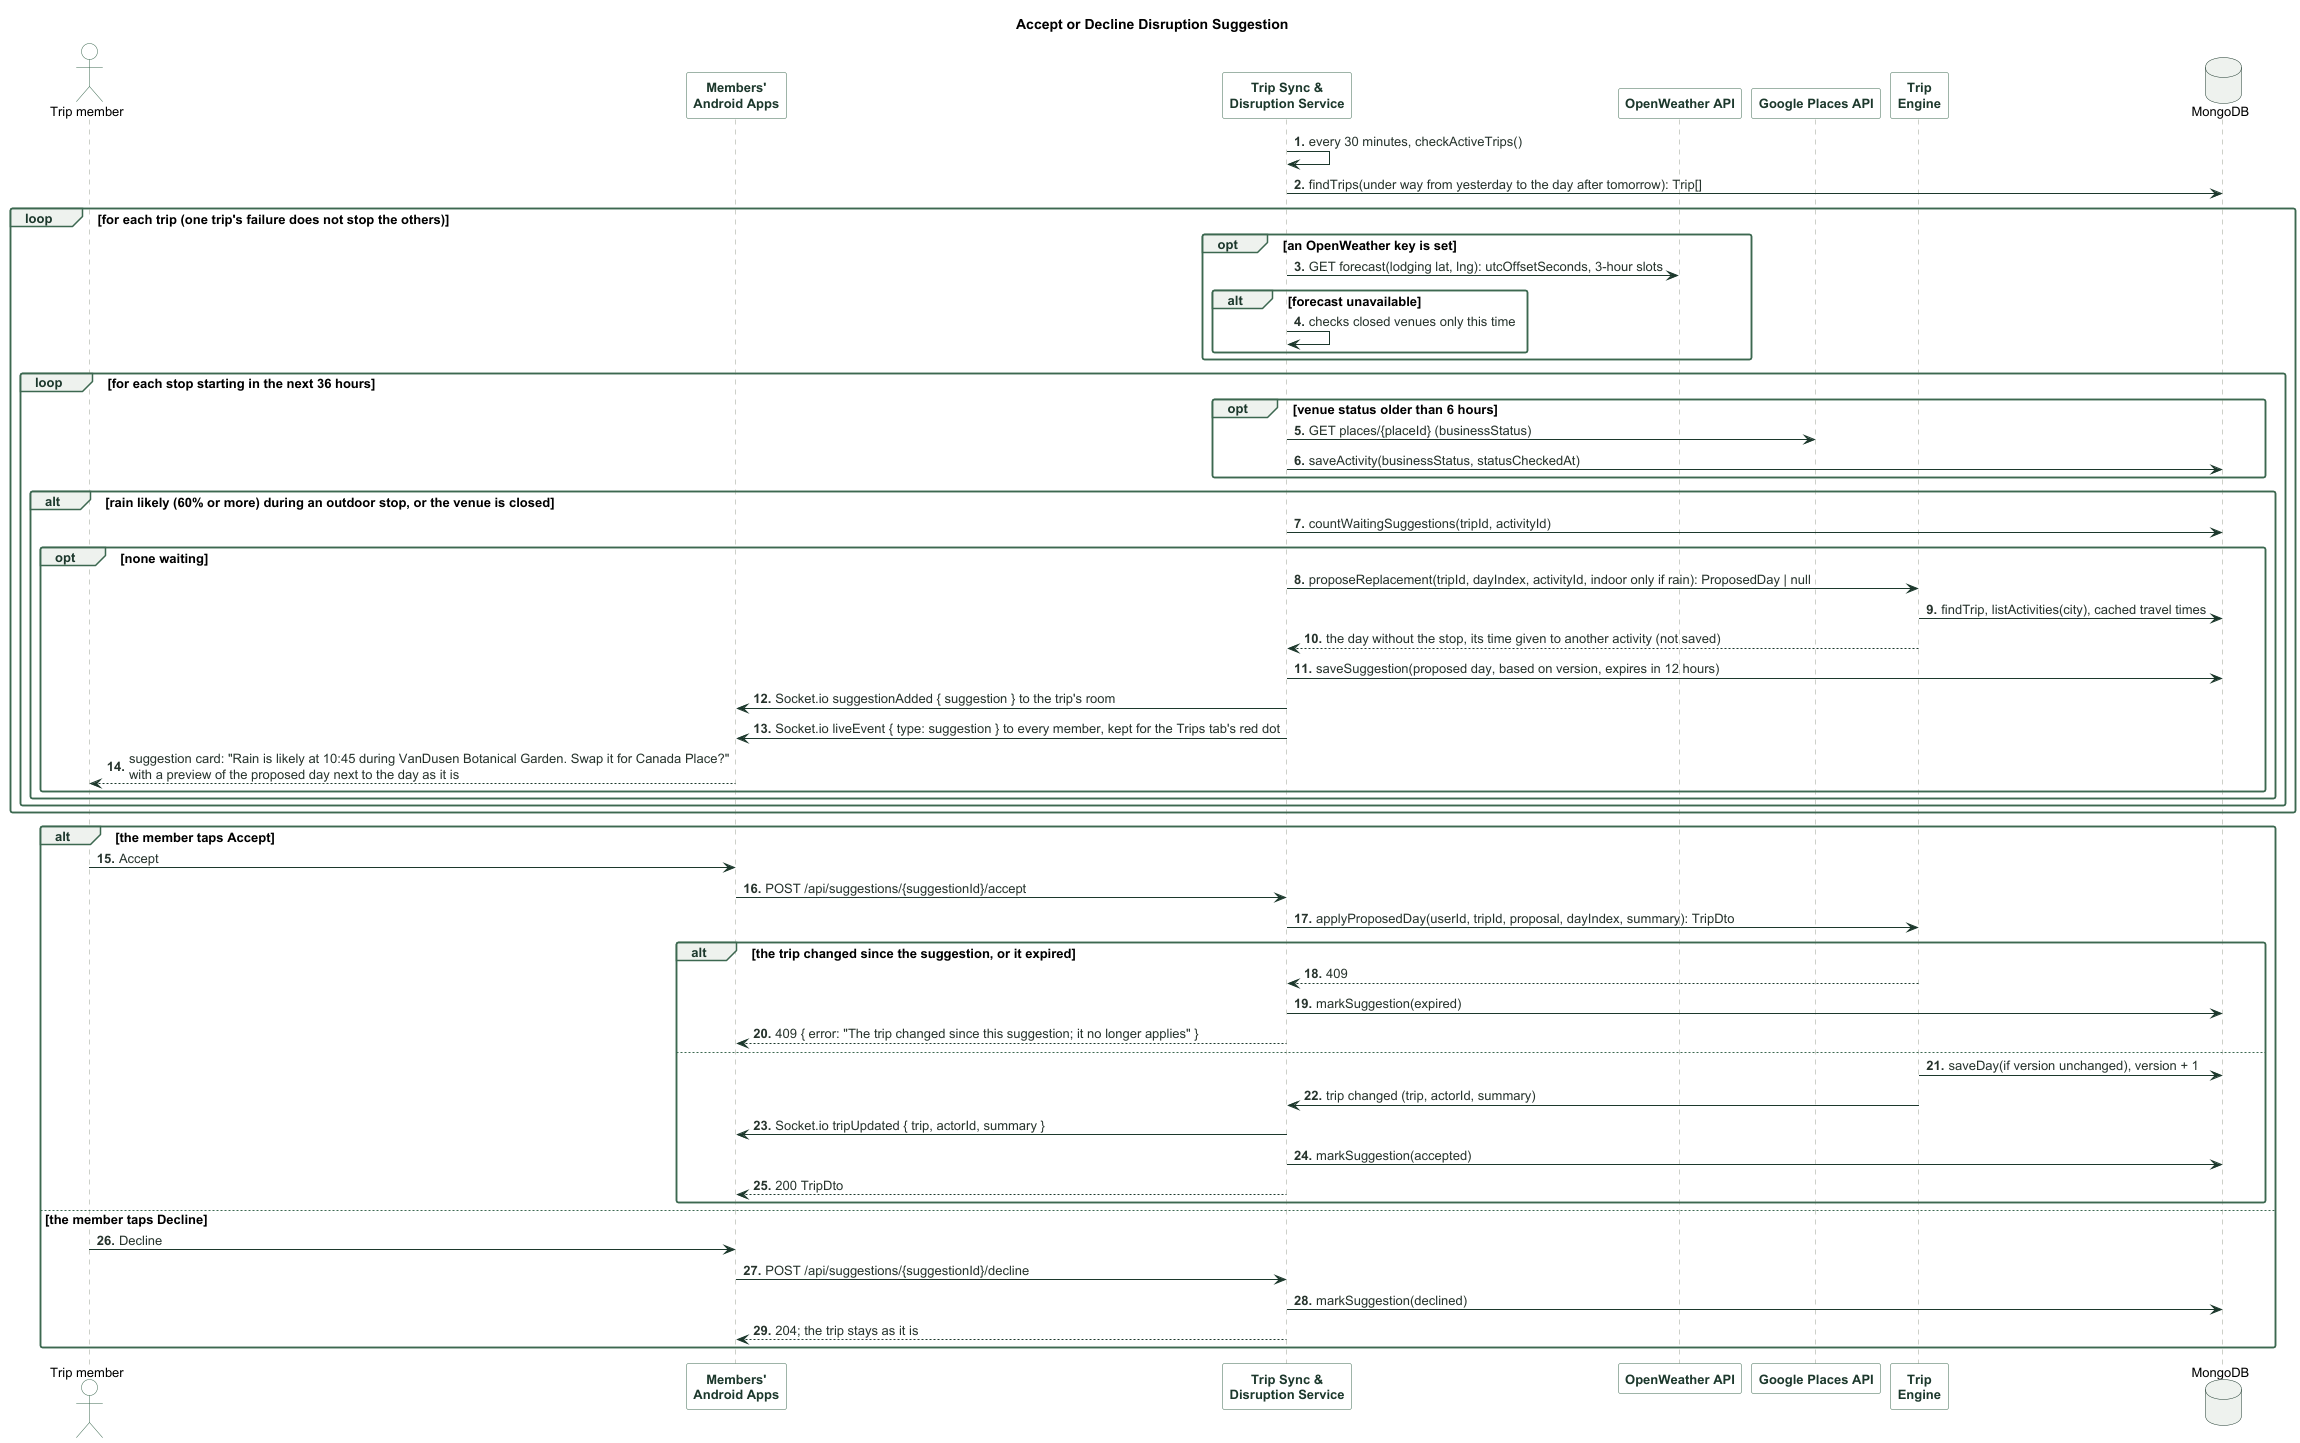 Accept or Decline Disruption Suggestion
Trip member
Members'
Android Apps
Trip Sync &
Disruption Service
OpenWeather API
Google Places API
Trip
Engine
MongoDB
1. every 30 minutes, checkActiveTrips()
2. findTrips(under way from yesterday to the day after tomorrow): Trip[]
loop [for each trip (one trip's failure does not stop the others)]
opt [an OpenWeather key is set]
3. GET forecast(lodging lat, lng): utcOffsetSeconds, 3-hour slots
alt [forecast unavailable]
4. checks closed venues only this time
loop [for each stop starting in the next 36 hours]
opt [venue status older than 6 hours]
5. GET places/{placeId} (businessStatus)
6. saveActivity(businessStatus, statusCheckedAt)
alt [rain likely (60% or more) during an outdoor stop, or the venue is closed]
7. countWaitingSuggestions(tripId, activityId)
opt [none waiting]
8. proposeReplacement(tripId, dayIndex, activityId, indoor only if rain): ProposedDay | null
9. findTrip, listActivities(city), cached travel times
10. the day without the stop, its time given to another activity (not saved)
11. saveSuggestion(proposed day, based on version, expires in 12 hours)
12. Socket.io suggestionAdded { suggestion } to the trip's room
13. Socket.io liveEvent { type: suggestion } to every member, kept for the Trips tab's red dot
14. suggestion card: "Rain is likely at 10:45 during VanDusen Botanical Garden. Swap it for Canada Place?"
with a preview of the proposed day next to the day as it is
alt [the member taps Accept]
15. Accept
16. POST /api/suggestions/{suggestionId}/accept
17. applyProposedDay(userId, tripId, proposal, dayIndex, summary): TripDto
alt [the trip changed since the suggestion, or it expired]
18. 409
19. markSuggestion(expired)
20. 409 { error: "The trip changed since this suggestion; it no longer applies" }
21. saveDay(if version unchanged), version + 1
22. trip changed (trip, actorId, summary)
23. Socket.io tripUpdated { trip, actorId, summary }
24. markSuggestion(accepted)
25. 200 TripDto
[the member taps Decline]
26. Decline
27. POST /api/suggestions/{suggestionId}/decline
28. markSuggestion(declined)
29. 204; the trip stays as it is
Trip member
Members'
Android Apps
Trip Sync &
Disruption Service
OpenWeather API
Google Places API
Trip
Engine
MongoDB